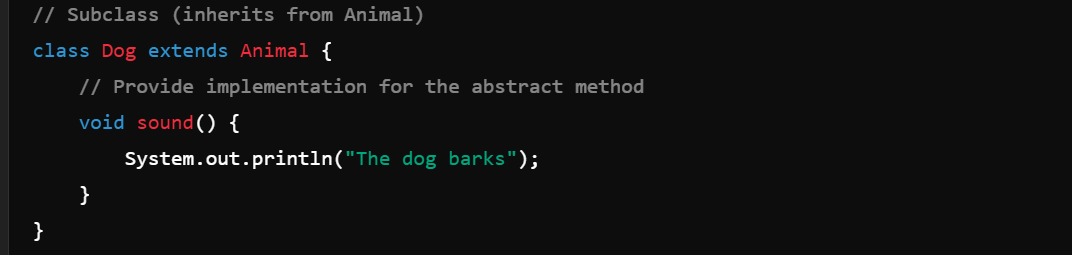 // Subclass (inherits from Animal)
class Dog extends Animal {
    // Provide implementation for the abstract method
    void sound() {
        System.out.println("The dog barks");
    }
}